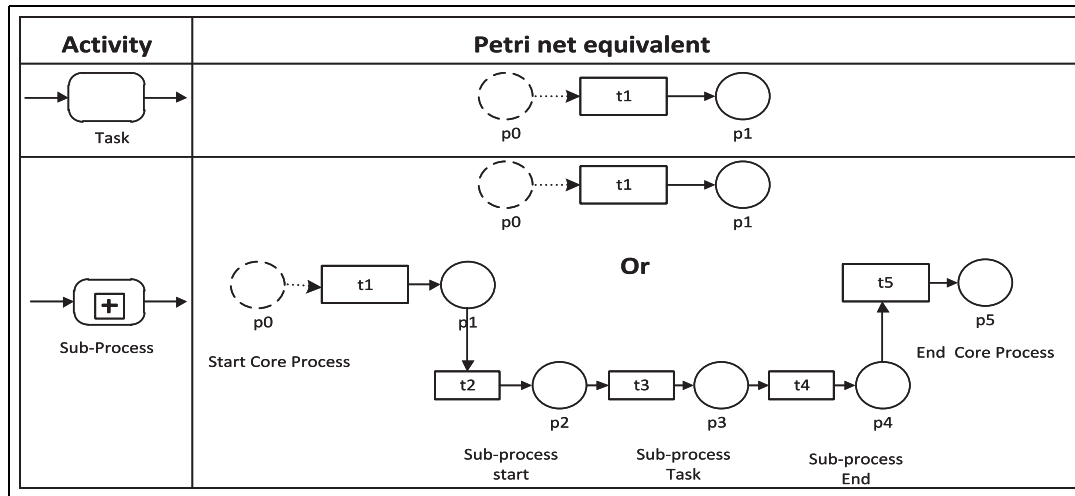 Activity
Petri net equivalent
Task
p0
t1
p1
p0
t1
p1
Or
Sub-Process
p0
t1
p1
Start Core Process
t5
p5
End Core Process
t2
p2
t3
p3
t4
p4
Sub-process
start
Sub-process
Task
Sub-process
End